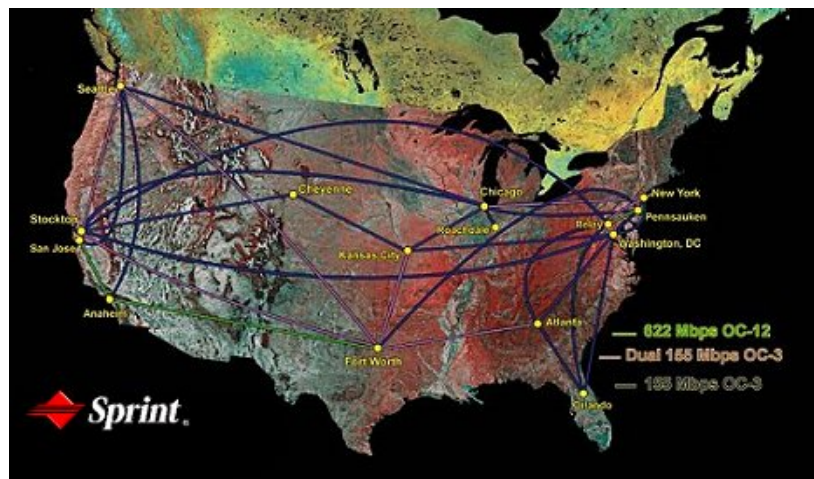 Seattle
Cheyenne
Chicago
New York
Stockton
Pennsauken
Roachdale
Relay
San Jose
Washington, DC
Kansas City
Anaheim
Atlanta
622 Mbps OC-12
Fort Worth
Dual 155 Mbps OC-3
155 Mbps OC-3
Sprint
Orlando